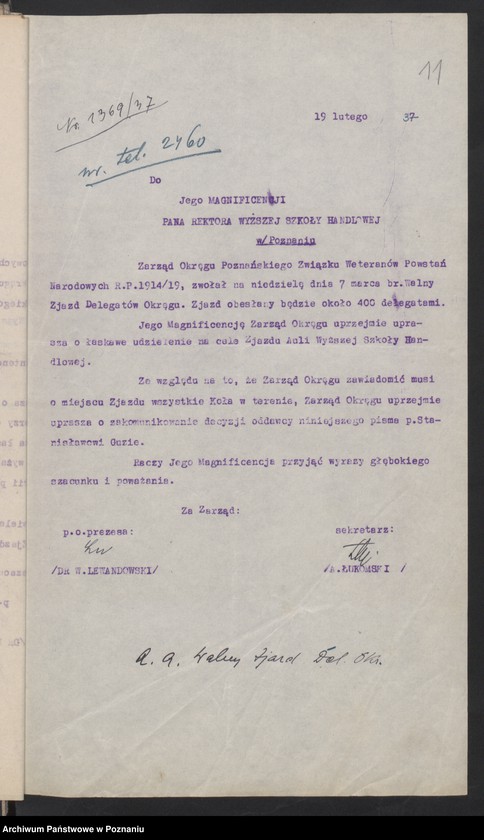 11
No. 1369/37
19 lutego 37
nr. tel. 2460
Do
Jego MAGNIFICENCJI
PANA REKTORA WYŻSZEJ SZKOŁY HANDLOWEJ
w/Poznaniu
Zarząd Okręgu Poznańskiego Związku Weteranów Powstań
Narodowych R.P.1914/19, zwołał na niedzielę dnia 7 marca br.Walny
Zjazd Delegatów Okręgu. Zjazd obesłany będzie około 400 delegatami.
Jego Magnificencję Zarząd Okręgu uprzejmie upra-
sza o łaskawe udzielenie na cele Zjazdu Auli Wyższej Szkoły Han-
dlowej.
Ze względu na to, że Zarząd Okręgu zawiadomić musi
o miejscu Zjazdu wszystkie Koła w terenie, Zarząd Okręgu uprzejmie
uprasza o zakomunikowanie decyzji oddawcy niniejszego pisma p.Sta-
nisławowi Guzie.
Raczy Jego Magnificencja przyjąć wyrazy głębokiego
szacunku i poważania.
Za Zarząd:
p.o.prezesa: sekretarz:
/DR W.LEWANDOWSKI/ /A.ŁUKOMSKI /
a. a. Walny Zjazd Del. Okr.
Archiwum Państwowe w Poznaniu